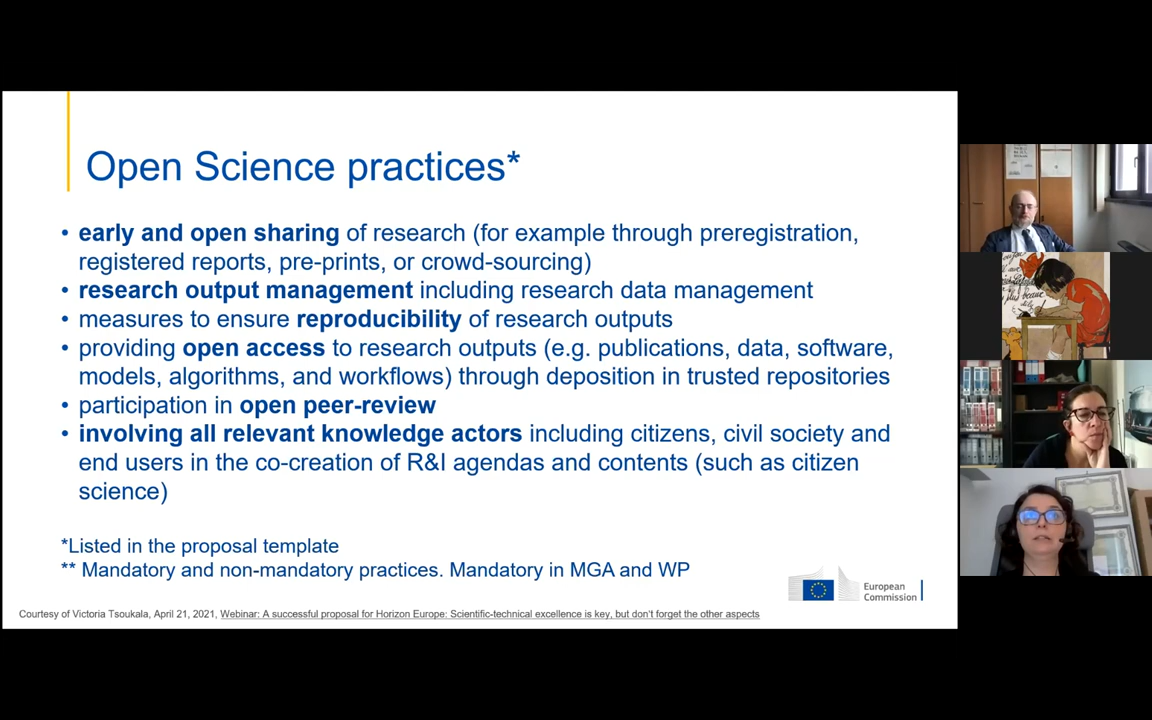 Open Science practices*
• early and open sharing of research (for example through preregistration,
registered reports, pre-prints, or crowd-sourcing)
• research output management including research data management
• measures to ensure reproducibility of research outputs
• providing open access to research outputs (e.g. publications, data, software,
models, algorithms, and workflows) through deposition in trusted repositories
• participation in open peer-review
• involving all relevant knowledge actors including citizens, civil society and
end users in the co-creation of R&I agendas and contents (such as citizen
science)
*Listed in the proposal template
** Mandatory and non-mandatory practices. Mandatory in MGA and WP
European
Commission
Courtesy of Victoria Tsoukala, April 21, 2021, Webinar: A successful proposal for Horizon Europe: Scientific-technical excellence is key, but don't forget the other aspects